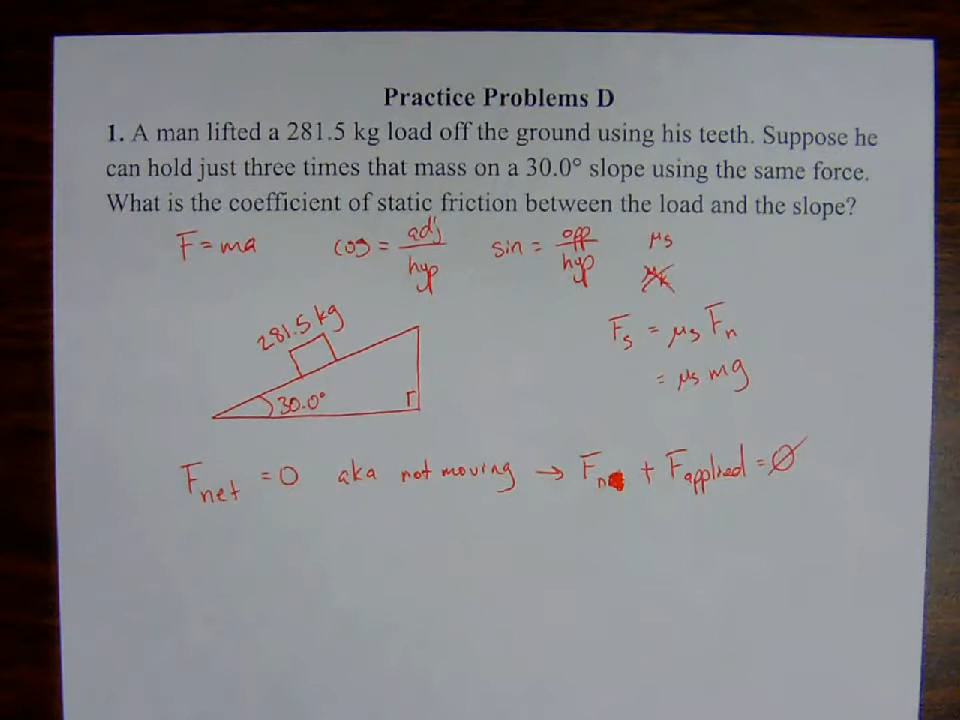 Practice Problems D
1. A man lifted a 281.5 kg load off the ground using his teeth. Suppose he
can hold just three times that mass on a 30.0° slope using the same force.
What is the coefficient of static friction between the load and the slope?
F = ma cos = adj/hyp sin = opp/hyp μs
281.5 kg
30.0°
Fs = μs Fn
= μs mg
Fnet = 0 aka not moving → Fn + Fapplied = 0